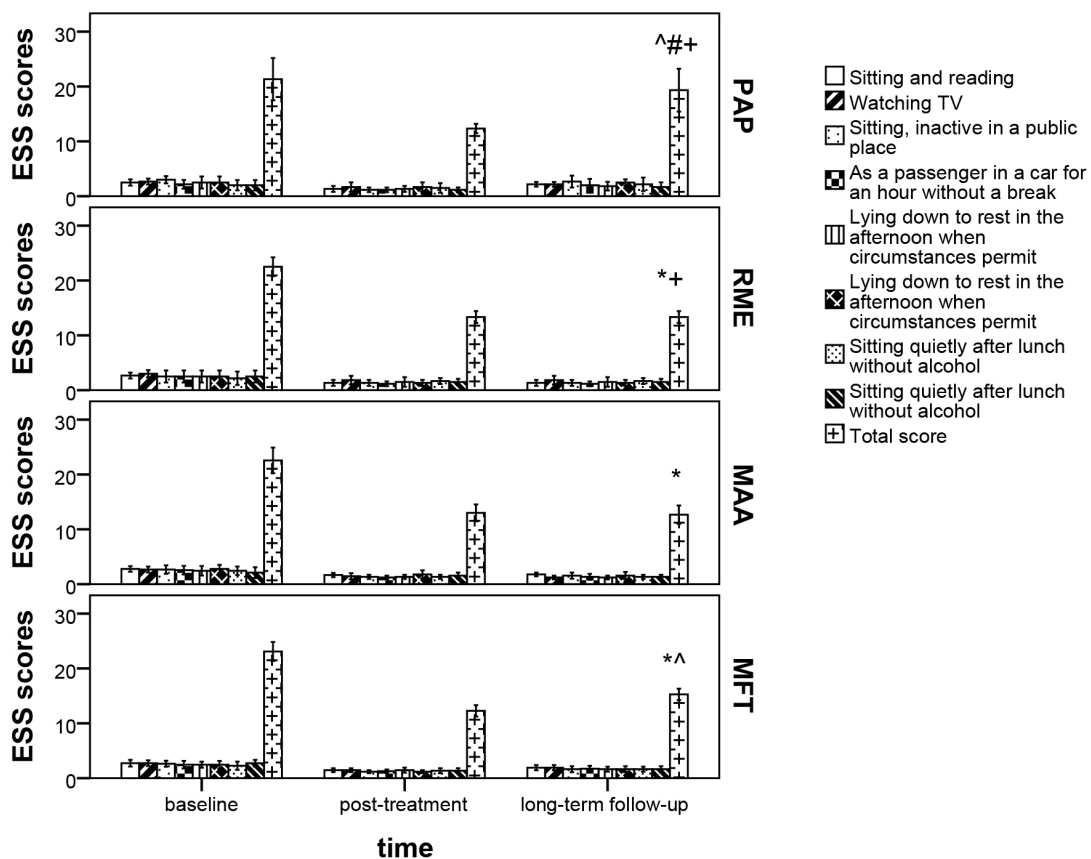 ESS scores
30
20
10
0
^#+
PAP
ESS scores
30
20
10
0
*+
RME
ESS scores
30
20
10
0
*
MAA
ESS scores
30
20
10
0
*^
MFT
baseline
post-treatment
long-term follow-up
time
Sitting and reading
Watching TV
Sitting, inactive in a public
place
As a passenger in a car for
an hour without a break
Lying down to rest in the
afternoon when
circumstances permit
Lying down to rest in the
afternoon when
circumstances permit
Sitting quietly after lunch
without alcohol
Sitting quietly after lunch
without alcohol
Total score